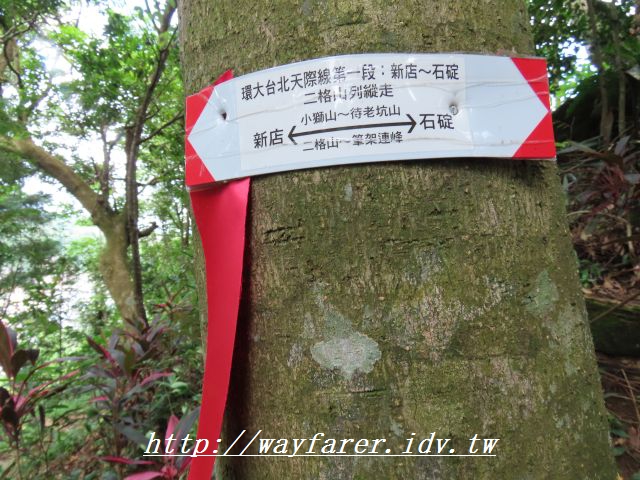 環大台北天際線第一段：新店～石碇
二格山列縱走
小獅山～待老坑山
新店 ↔ 石碇
二格山～筆架連峰
http://wayfarer.idv.tw